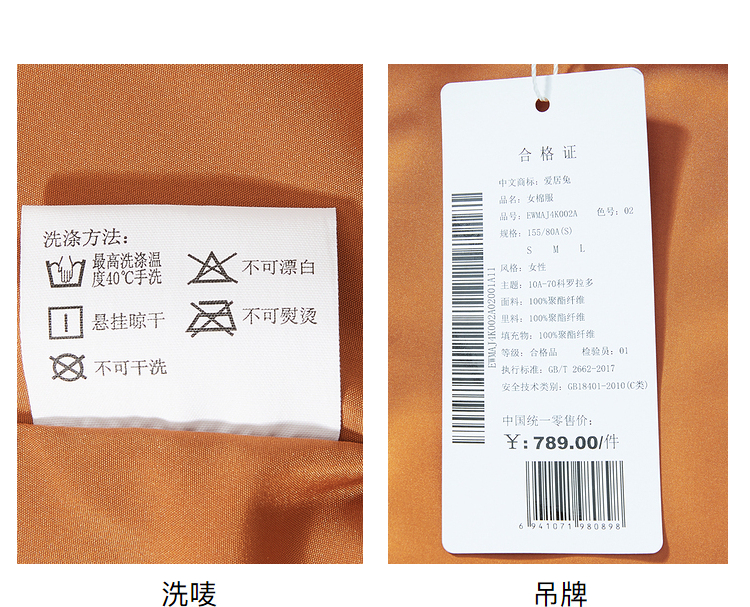 洗涤方法:
最高洗涤温
度40℃手洗
不可漂白
悬挂晾干
不可熨烫
不可干洗
洗唛
合格证
中文商标: 爱居兔
品名: 女棉服
品号: EWMAJ4K002A 色号: 02
规格: 155/80A(S)
S M L
风格: 女性
主题: 10A-70科罗拉多
面料: 100%聚酯纤维
里料: 100%聚酯纤维
填充物: 100%聚酯纤维
等级: 合格品 检验员: 01
执行标准: GB/T 2662-2017
安全技术类别: GB18401-2010(C类)
EWMAJ4K002A02001A11
中国统一零售价:
¥: 789.00/件
6 941071 980898
吊牌